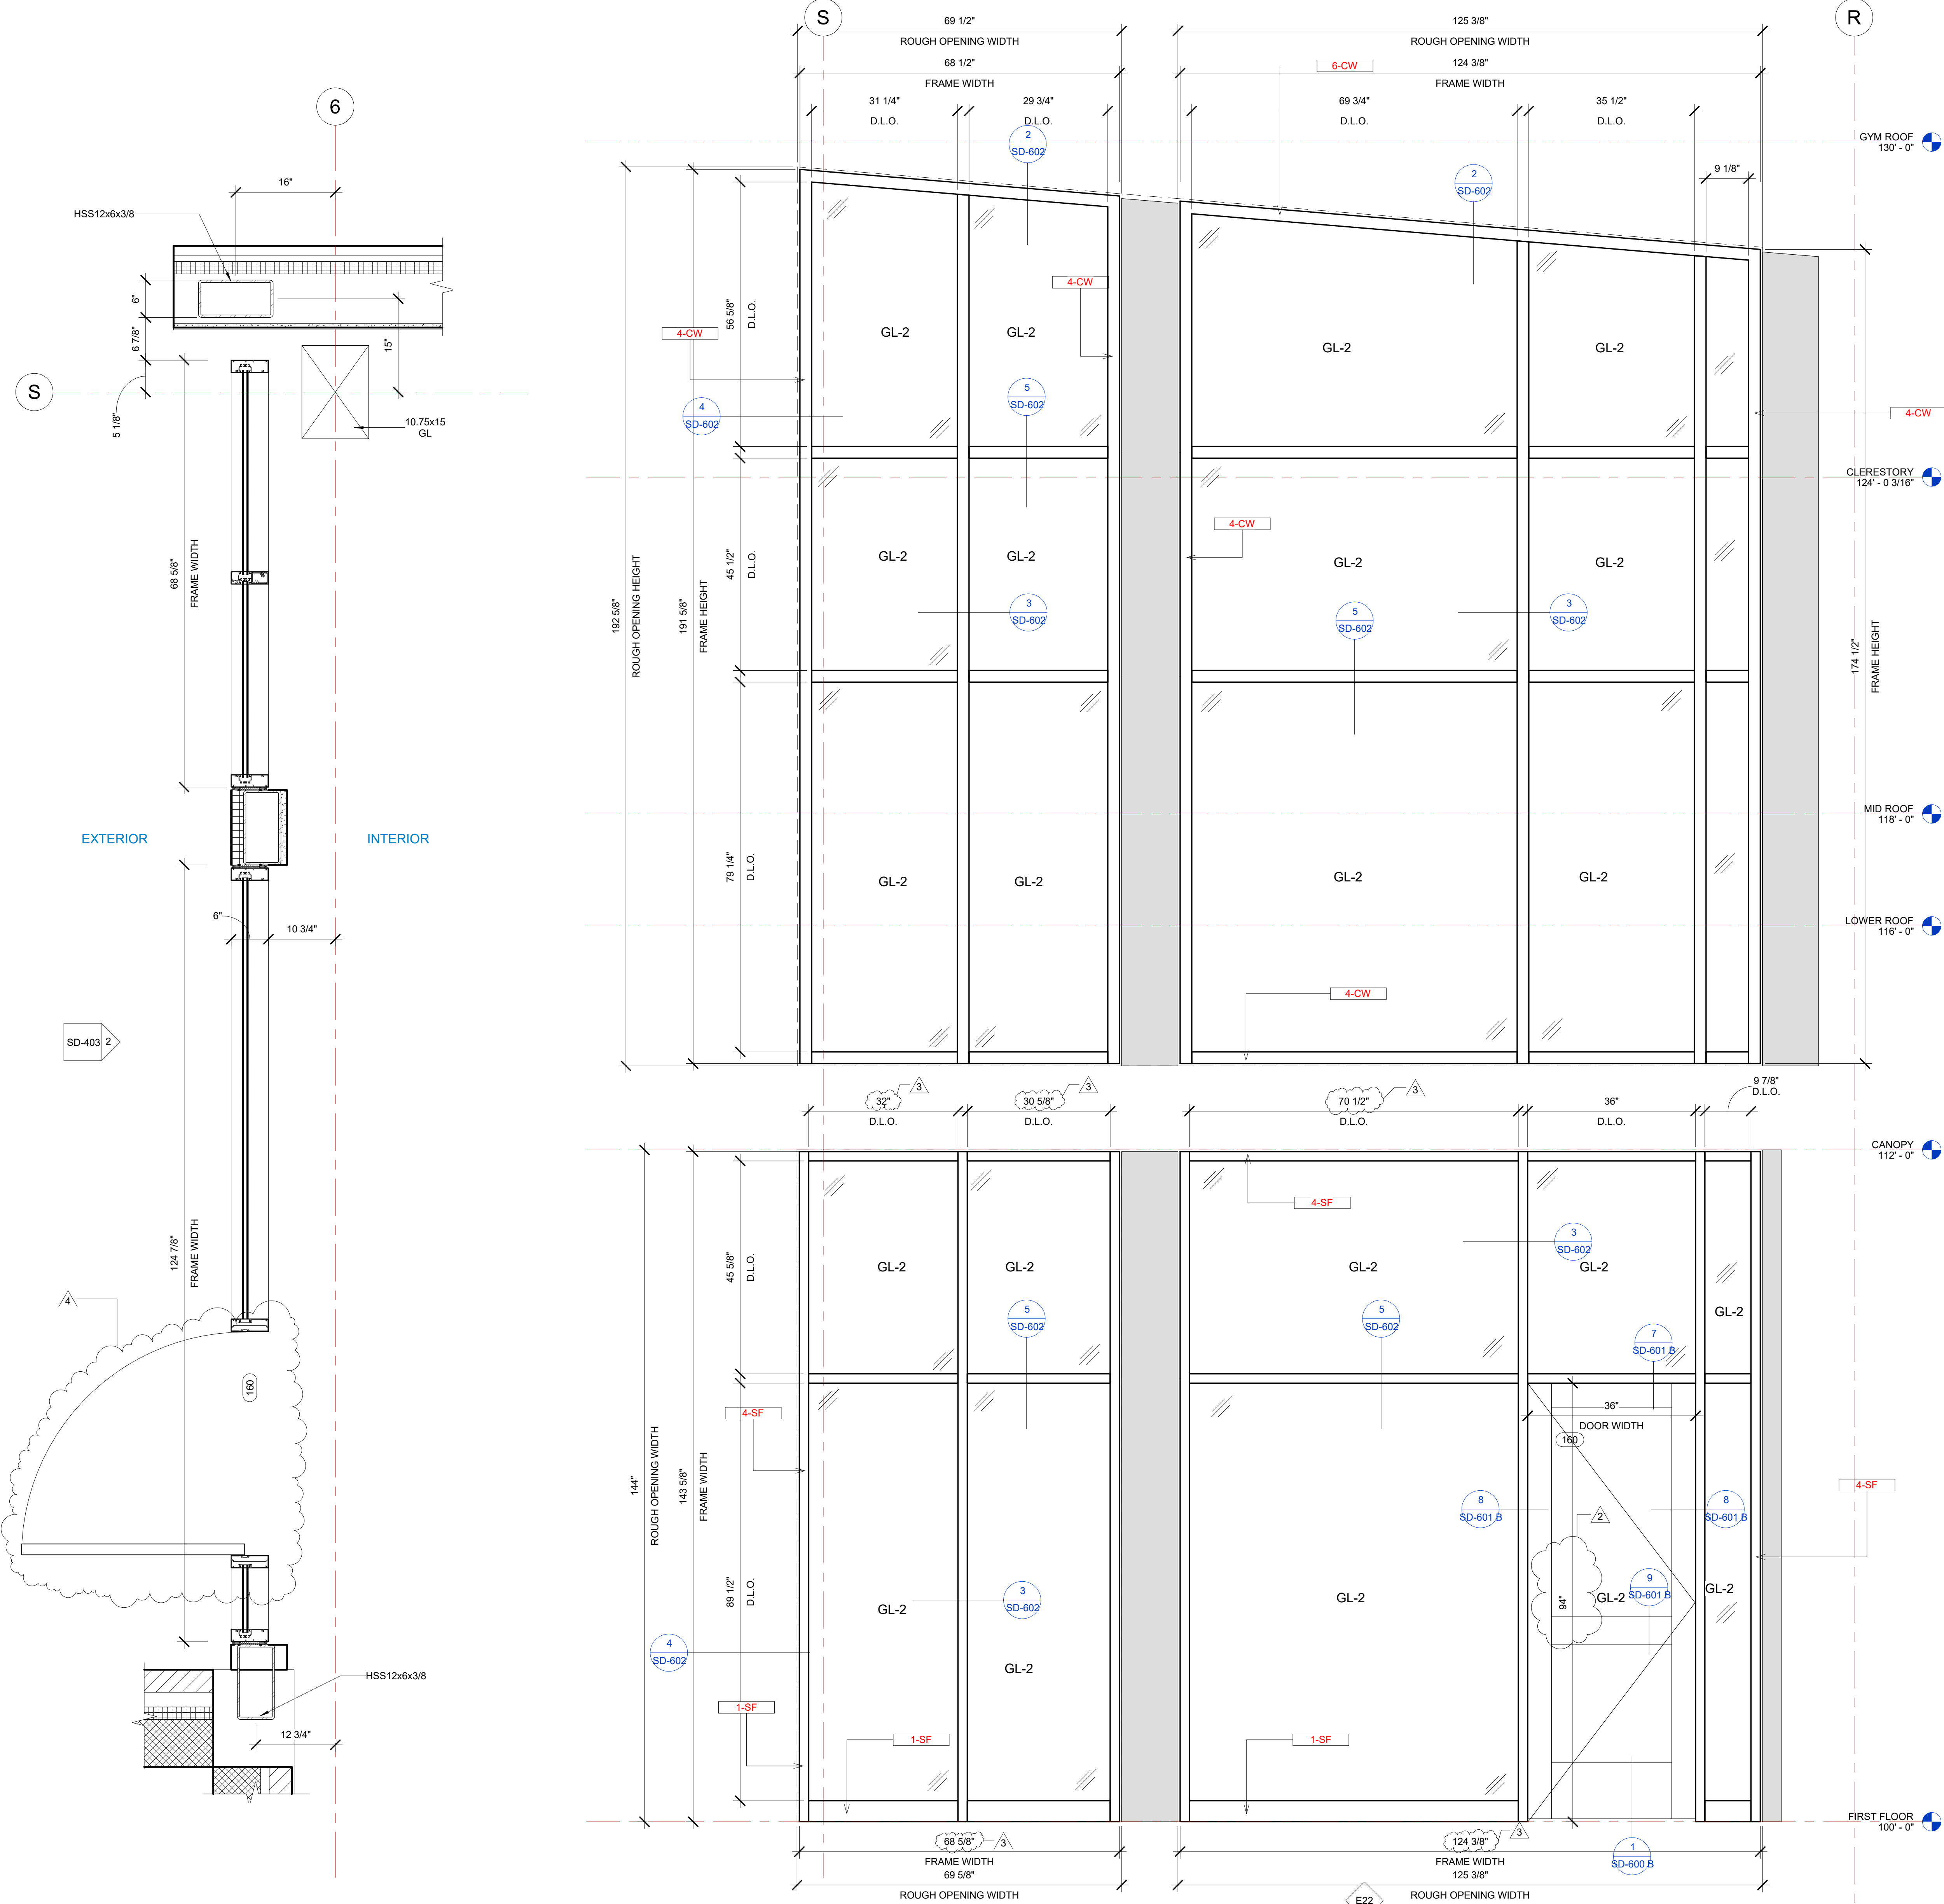 S
R
69 1/2"
ROUGH OPENING WIDTH
125 3/8"
ROUGH OPENING WIDTH
68 1/2"
FRAME WIDTH
6-CW
124 3/8"
FRAME WIDTH
31 1/4"
D.L.O.
29 3/4"
D.L.O.
69 3/4"
D.L.O.
35 1/2"
D.L.O.
2
SD-602
2
SD-602
9 1/8"
GYM ROOF
130' - 0"
6
16"
HSS12x6x3/8
6"
6 7/8"
15"
S
5 1/8"
10.75x15
GL
68 5/8"
FRAME WIDTH
EXTERIOR
INTERIOR
6"
10 3/4"
SD-403
2
124 7/8"
FRAME WIDTH
4
160
HSS12x6x3/8
12 3/4"
192 5/8"
ROUGH OPENING HEIGHT
191 5/8"
FRAME HEIGHT
56 5/8"
D.L.O.
45 1/2"
D.L.O.
79 1/4"
D.L.O.
4-CW
4-CW
4
SD-602
GL-2
GL-2
5
SD-602
GL-2
GL-2
4-CW
CLERESTORY
124' - 0 3/16"
4-CW
GL-2
GL-2
GL-2
GL-2
3
SD-602
5
SD-602
3
SD-602
174 1/2"
FRAME HEIGHT
MID ROOF
118' - 0"
GL-2
GL-2
GL-2
GL-2
LOWER ROOF
116' - 0"
4-CW
32"
D.L.O.
3
30 5/8"
D.L.O.
3
70 1/2"
D.L.O.
3
36"
D.L.O.
9 7/8"
D.L.O.
CANOPY
112' - 0"
144"
ROUGH OPENING WIDTH
143 5/8"
FRAME WIDTH
45 5/8"
D.L.O.
89 1/2"
D.L.O.
4-SF
3
SD-602
GL-2
GL-2
GL-2
GL-2
GL-2
5
SD-602
5
SD-602
7
SD-601 B
4-SF
36"
DOOR WIDTH
160
4-SF
8
SD-601 B
8
SD-601 B
2
94"
9
SD-601 B
3
SD-602
GL-2
GL-2
GL-2
GL-2
GL-2
4
SD-602
1-SF
1-SF
1-SF
FIRST FLOOR
100' - 0"
68 5/8"
3
FRAME WIDTH
69 5/8"
ROUGH OPENING WIDTH
124 3/8"
3
FRAME WIDTH
125 3/8"
ROUGH OPENING WIDTH
1
SD-600 B
E22